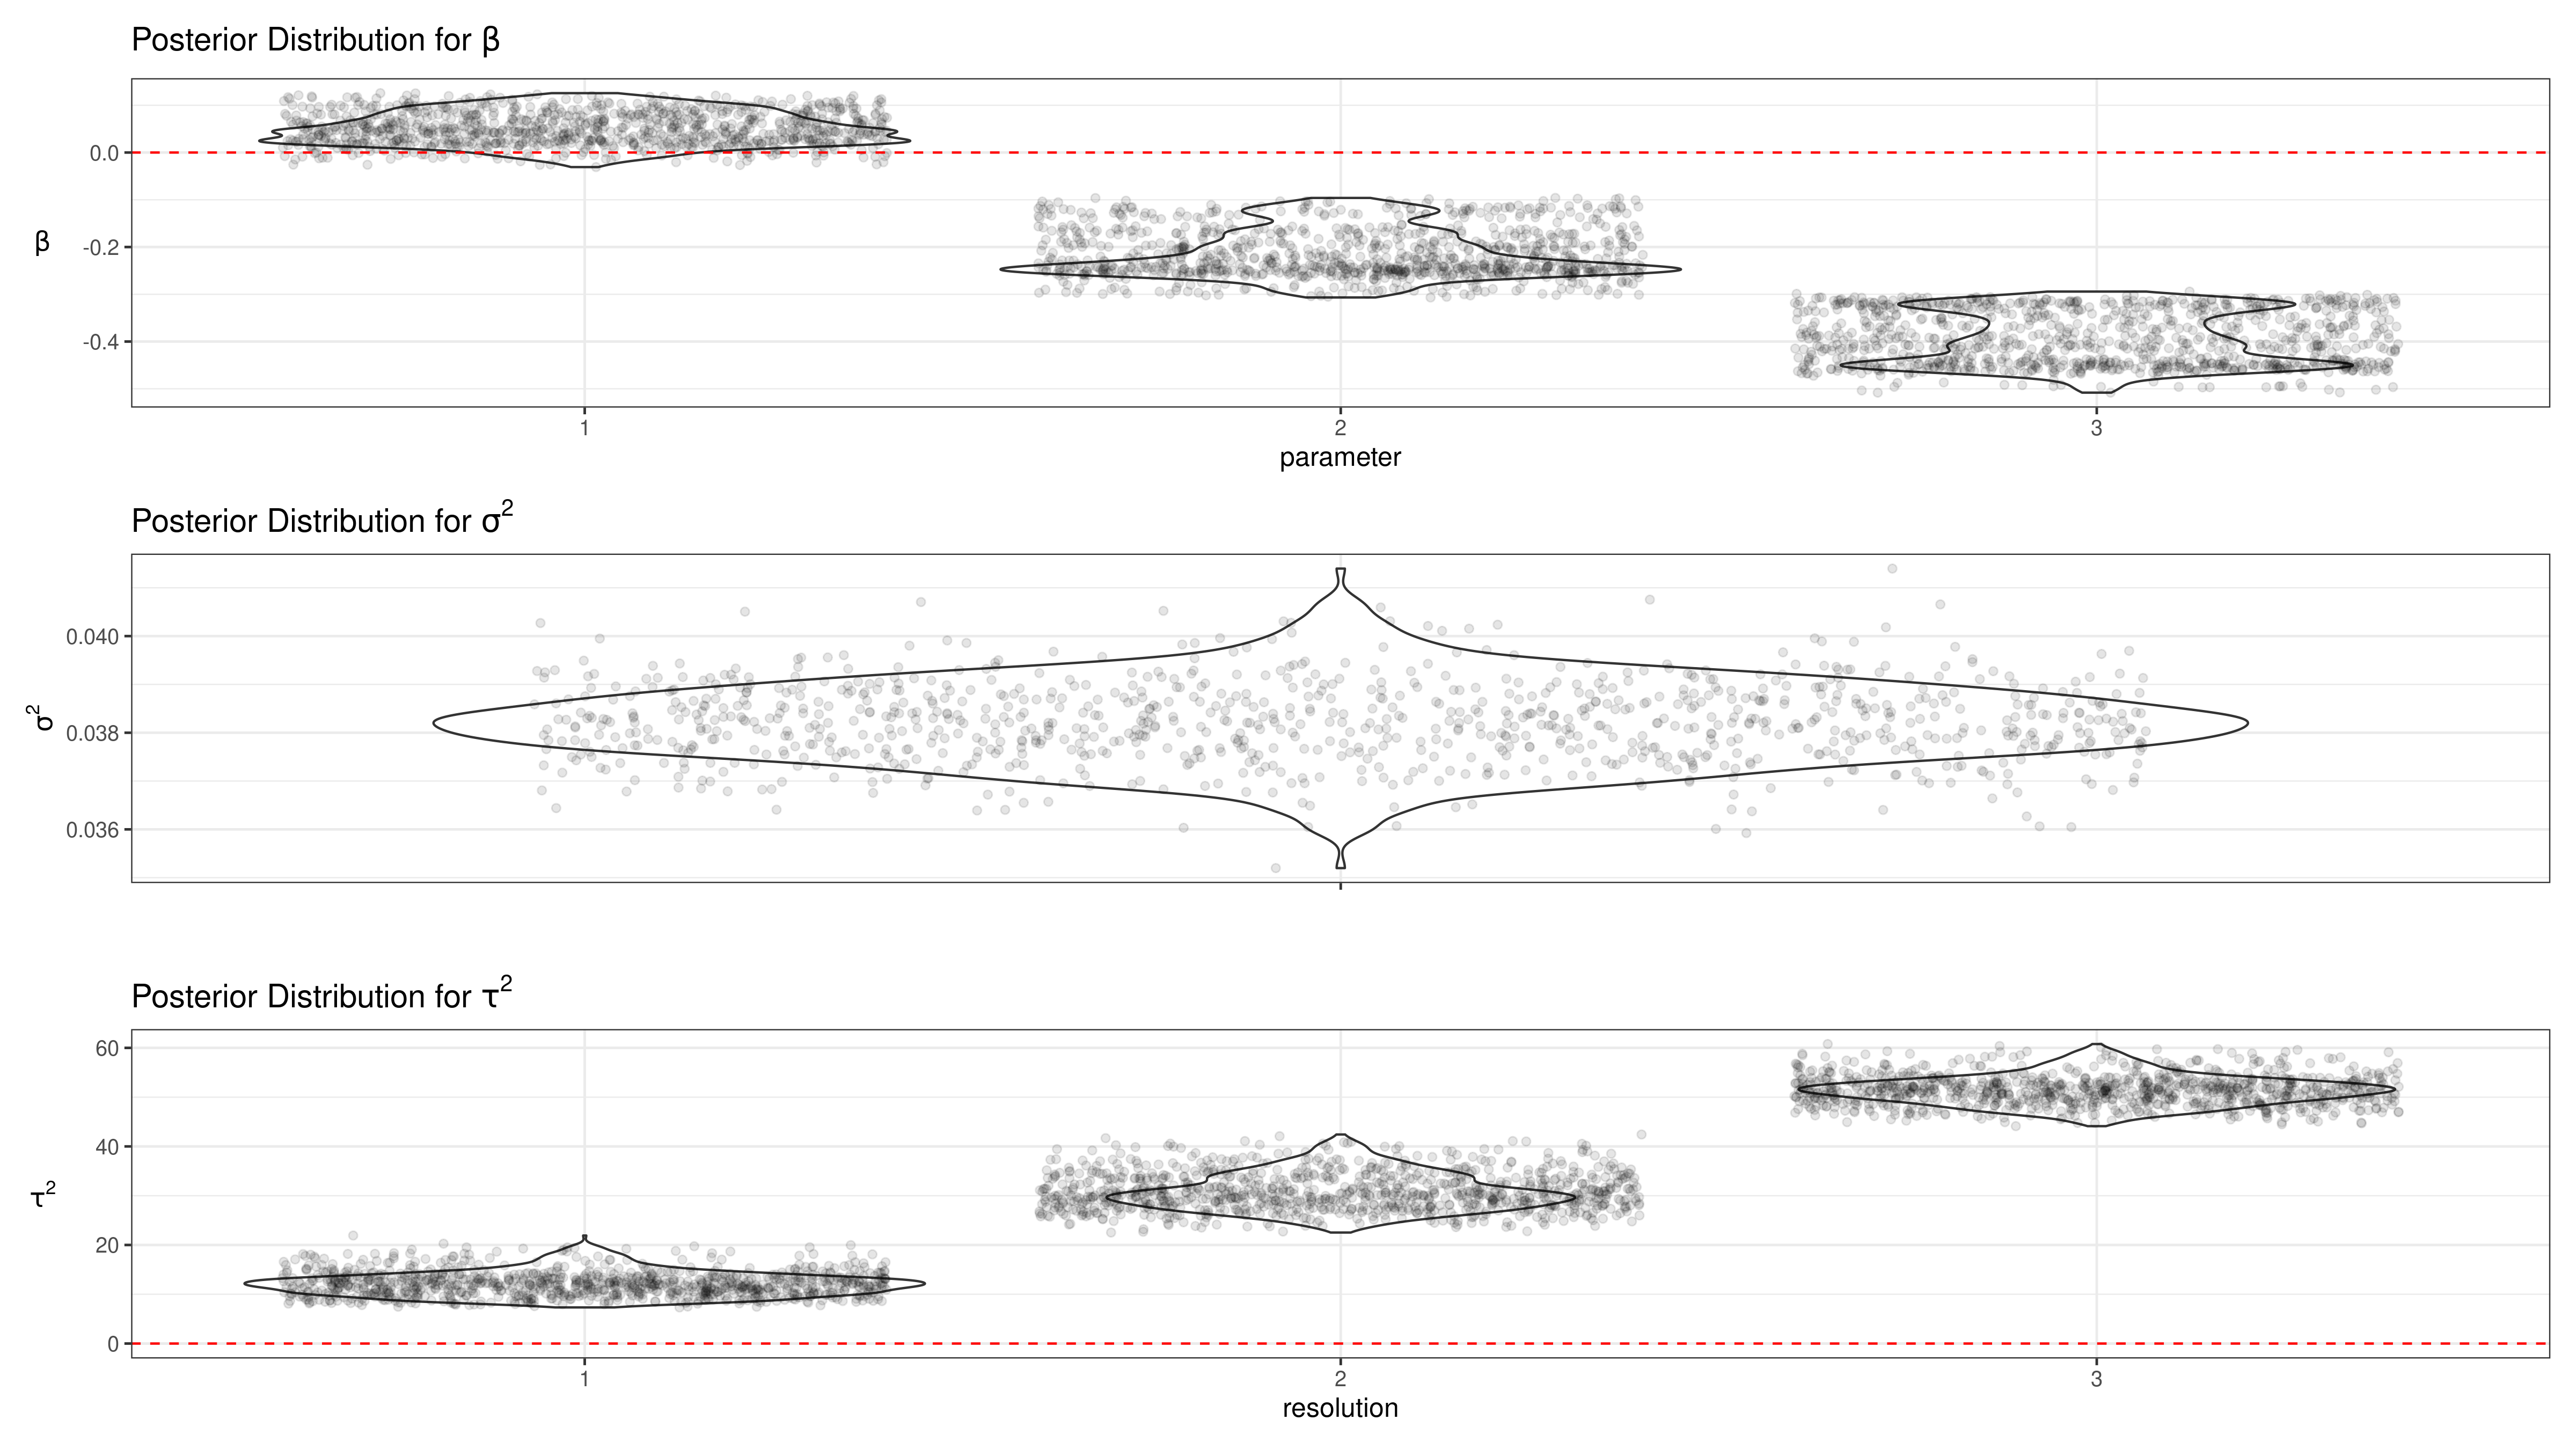 Posterior Distribution for β
0.0
-0.2
-0.4
β
1 2 3
parameter
Posterior Distribution for σ²
0.040
0.038
0.036
σ²
Posterior Distribution for τ²
60
40
20
0
τ²
1 2 3
resolution